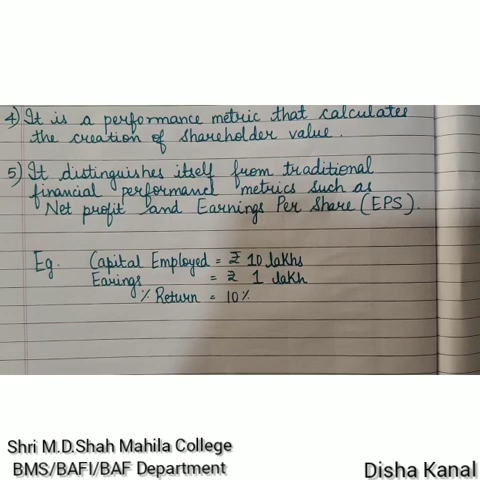 4) It is a performance metric that calculates
the creation of shareholder value.
5) It distinguishes itself from traditional
financial performance metrics such as
Net profit and Earnings Per Share (EPS).
Eg. Capital Employed = ₹ 10 lakhs
Earings = ₹ 1 lakh
% Return = 10%
Shri M.D.Shah Mahila College
BMS/BAFI/BAF Department
Disha Kanal